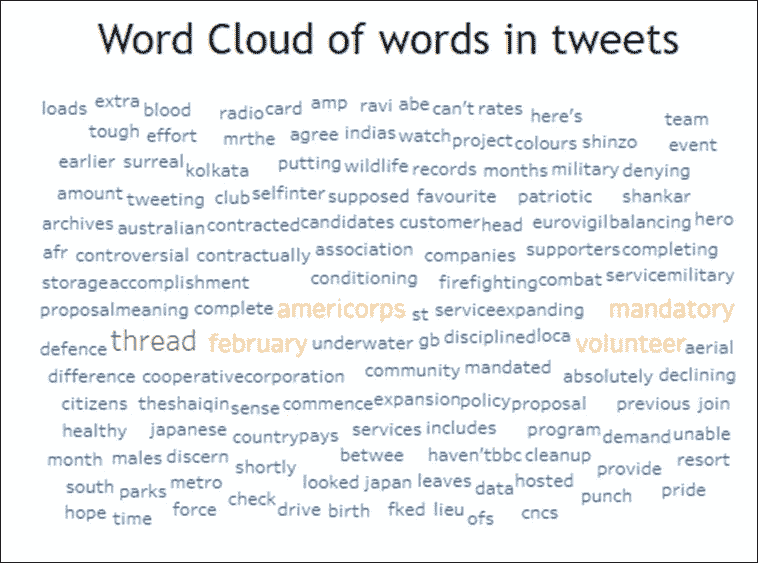 Word Cloud of words in tweets
loads extra blood radio card amp ravi abe can't rates here's team
tough effort mrthe agree indias watch project colours shinzo event
earlier surreal kolkata putting wildlife records months military denying
amount tweeting club selfinter supposed favourite patriotic shankar
archives australian contracted candidates customer head eurovigil balancing hero
afr controversial contractually association companies supporters completing
storage accomplishment conditioning firefighting combat servicemilitary
proposal meaning complete americorps st service expanding mandatory
defence thread february underwater gb disciplined loca volunteer aerial
difference cooperative corporation community mandated absolutely declining
citizens theshaiqin sense commence expansion policy proposal previous join
healthy japanese country pays services includes program demand unable
month males discern shortly betwee haven't bbc cleanup provide resort
south parks metro check looked japan leaves data hosted punch pride
hope time force drive birth fked lieu ofs cncs